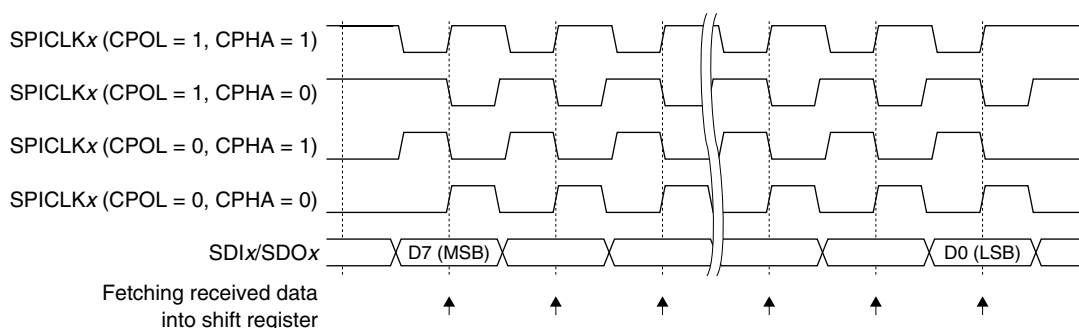 SPICLKx (CPOL = 1, CPHA = 1)
SPICLKx (CPOL = 1, CPHA = 0)
SPICLKx (CPOL = 0, CPHA = 1)
SPICLKx (CPOL = 0, CPHA = 0)
SDIx/SDOx D7 (MSB) D0 (LSB)
Fetching received data
into shift register